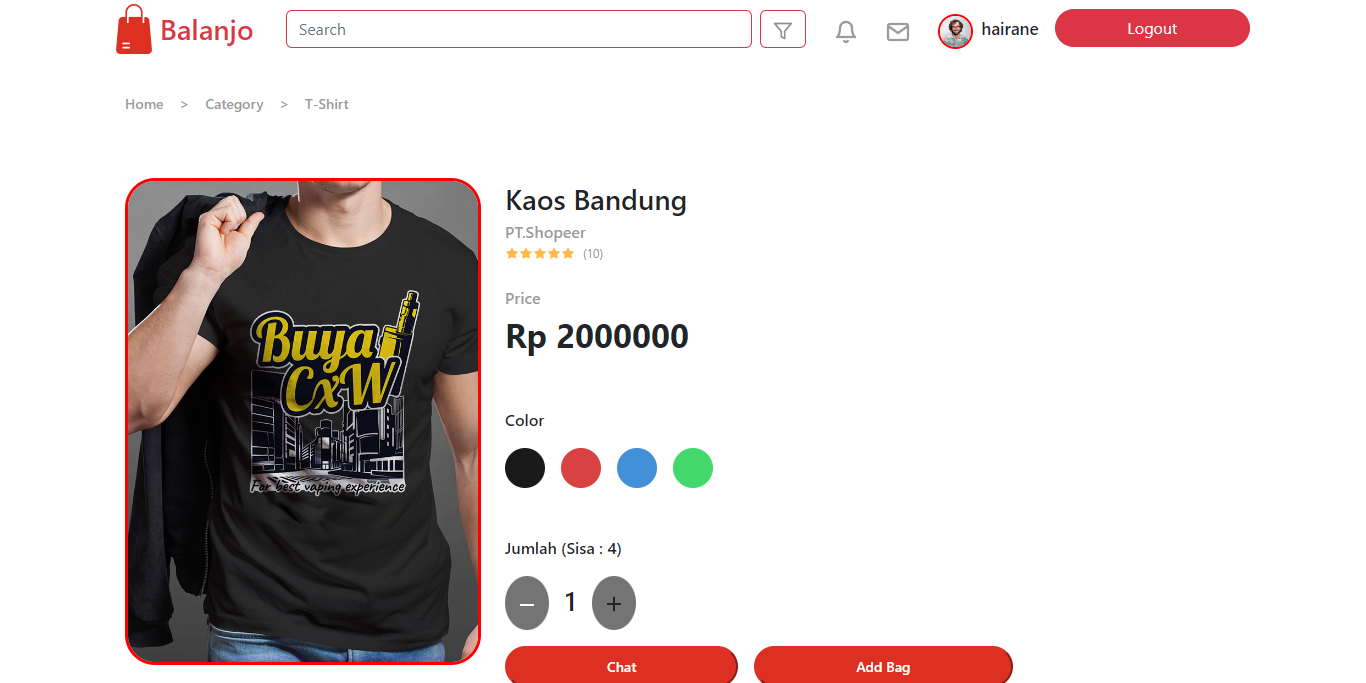 Balanjo
Search
hairane
Logout
Home > Category > T-Shirt
Kaos Bandung
PT.Shopeer
(10)
Price
Rp 2000000
Color
Jumlah (Sisa : 4)
– 1 +
Chat
Add Bag
Buya
CxW
For best vaping experience